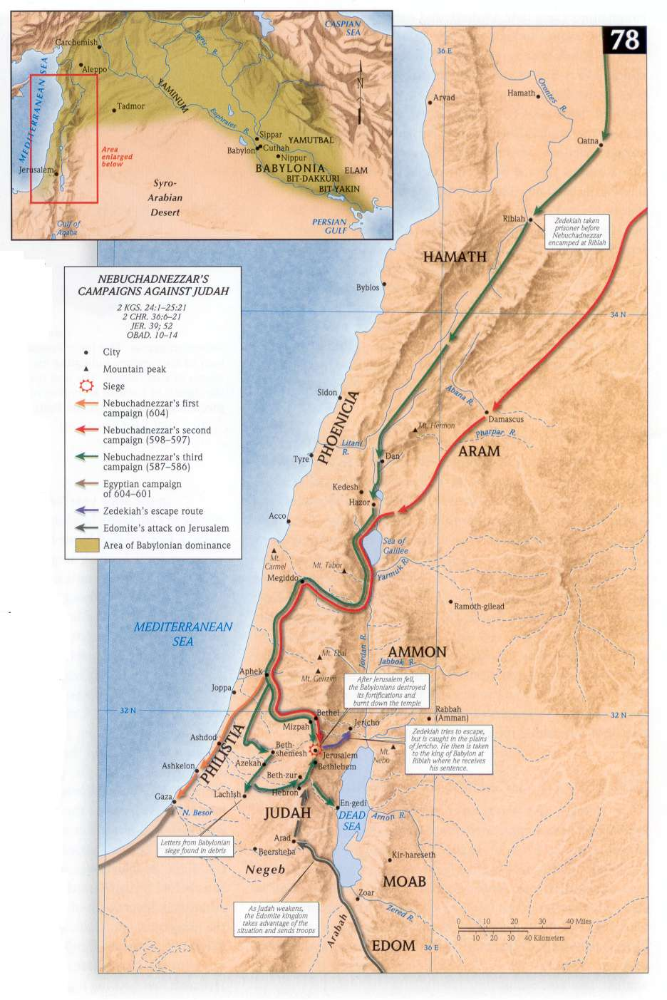 78
CASPIAN
SEA
Carchemish
Tigris R.
Aleppo
MEDITERRANEAN SEA
YAMINUM
N
Tadmor
Euphrates R.
Sippar
YAMUTBAL
Cuthah
Babylon
Nippur
Area
enlarged
below
BABYLONIA
ELAM
Jerusalem
BIT-DAKKURI
BIT-YAKIN
Syro-
Arabian
Desert
Gulf of
Aqaba
PERSIAN
GULF
NEBUCHADNEZZAR'S
CAMPAIGNS AGAINST JUDAH
2 KGS. 24:1–25:21
2 CHR. 36:6–21
JER. 39; 52
OBAD. 10–14
City
Mountain peak
Siege
Nebuchadnezzar's first
campaign (604)
Nebuchadnezzar's second
campaign (598–597)
Nebuchadnezzar's third
campaign (587–586)
Egyptian campaign
of 604–601
Zedekiah's escape route
Edomite's attack on Jerusalem
Area of Babylonian dominance
36 E
Arvad
Hamath
Orontes R.
Qatna
Riblah
Zedekiah taken
prisoner before
Nebuchadnezzar
encamped at Riblah
HAMATH
Byblos
34 N
Sidon
PHOENICIA
Abana R.
Damascus
Mt. Hermon
Pharpar R.
Litani
R.
ARAM
Tyre
Dan
Kedesh
Hazor
Acco
Sea of
Galilee
Mt.
Carmel
Mt. Tabor
Yarmuk R.
Megiddo
Ramoth-gilead
MEDITERRANEAN
SEA
Jordan R.
AMMON
Mt. Ebal
Jabbok R.
Aphek
Mt. Gerizim
After Jerusalem fell,
the Babylonians destroyed
its fortifications and
burnt down the temple
Joppa
32 N
32 N
Bethel
Rabbah
(Amman)
Mizpah
Jericho
Zedekiah tries to escape,
but is caught in the plains
of Jericho. He then is taken
to the king of Babylon at
Riblah where he receives
his sentence.
Ashdod
PHILISTIA
Beth-
shemesh
Jerusalem
Mt.
Nebo
Ashkelon
Azekah
Bethlehem
Beth-zur
Gaza
Lachish
Hebron
En-gedi
N. Besor
JUDAH
DEAD
SEA
Arnon R.
Letters from Babylonian
siege found in debris
Arad
Beersheba
Kir-hareseth
Negeb
MOAB
Zoar
As Judah weakens,
the Edomite kingdom
takes advantage of the
situation and sends troops
Zered R.
Arabah
0 10 20 40 Miles
0 10 20 30 40 Kilometers
EDOM
36 E